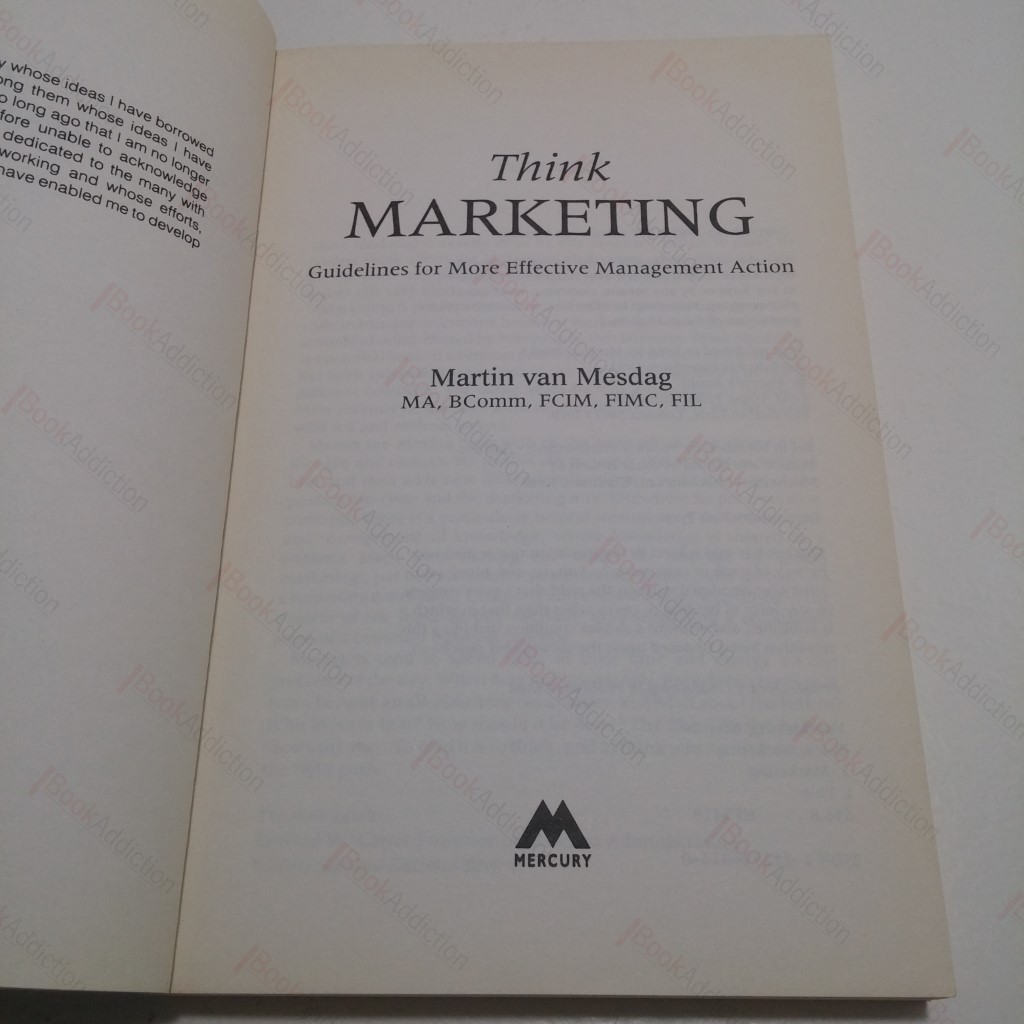 y whose ideas I have borrowed
ong them whose ideas I have
o long ago that I am no longer
fore unable to acknowledge
dedicated to the many with
working and whose efforts,
have enabled me to develop
Think
MARKETING
Guidelines for More Effective Management Action
Martin van Mesdag
MA, BComm, FCIM, FIMC, FIL
MERCURY
BookAddiction